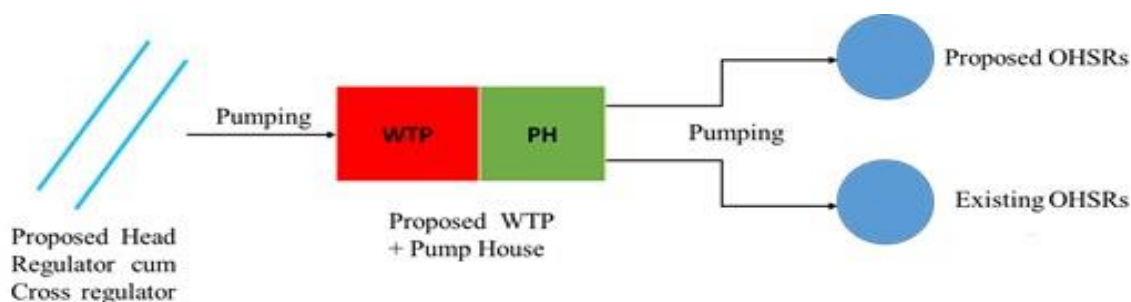 Pumping
WTP
PH
Proposed OHSRs
Pumping
Existing OHSRs
Proposed WTP
+ Pump House
Proposed Head
Regulator cum
Cross regulator